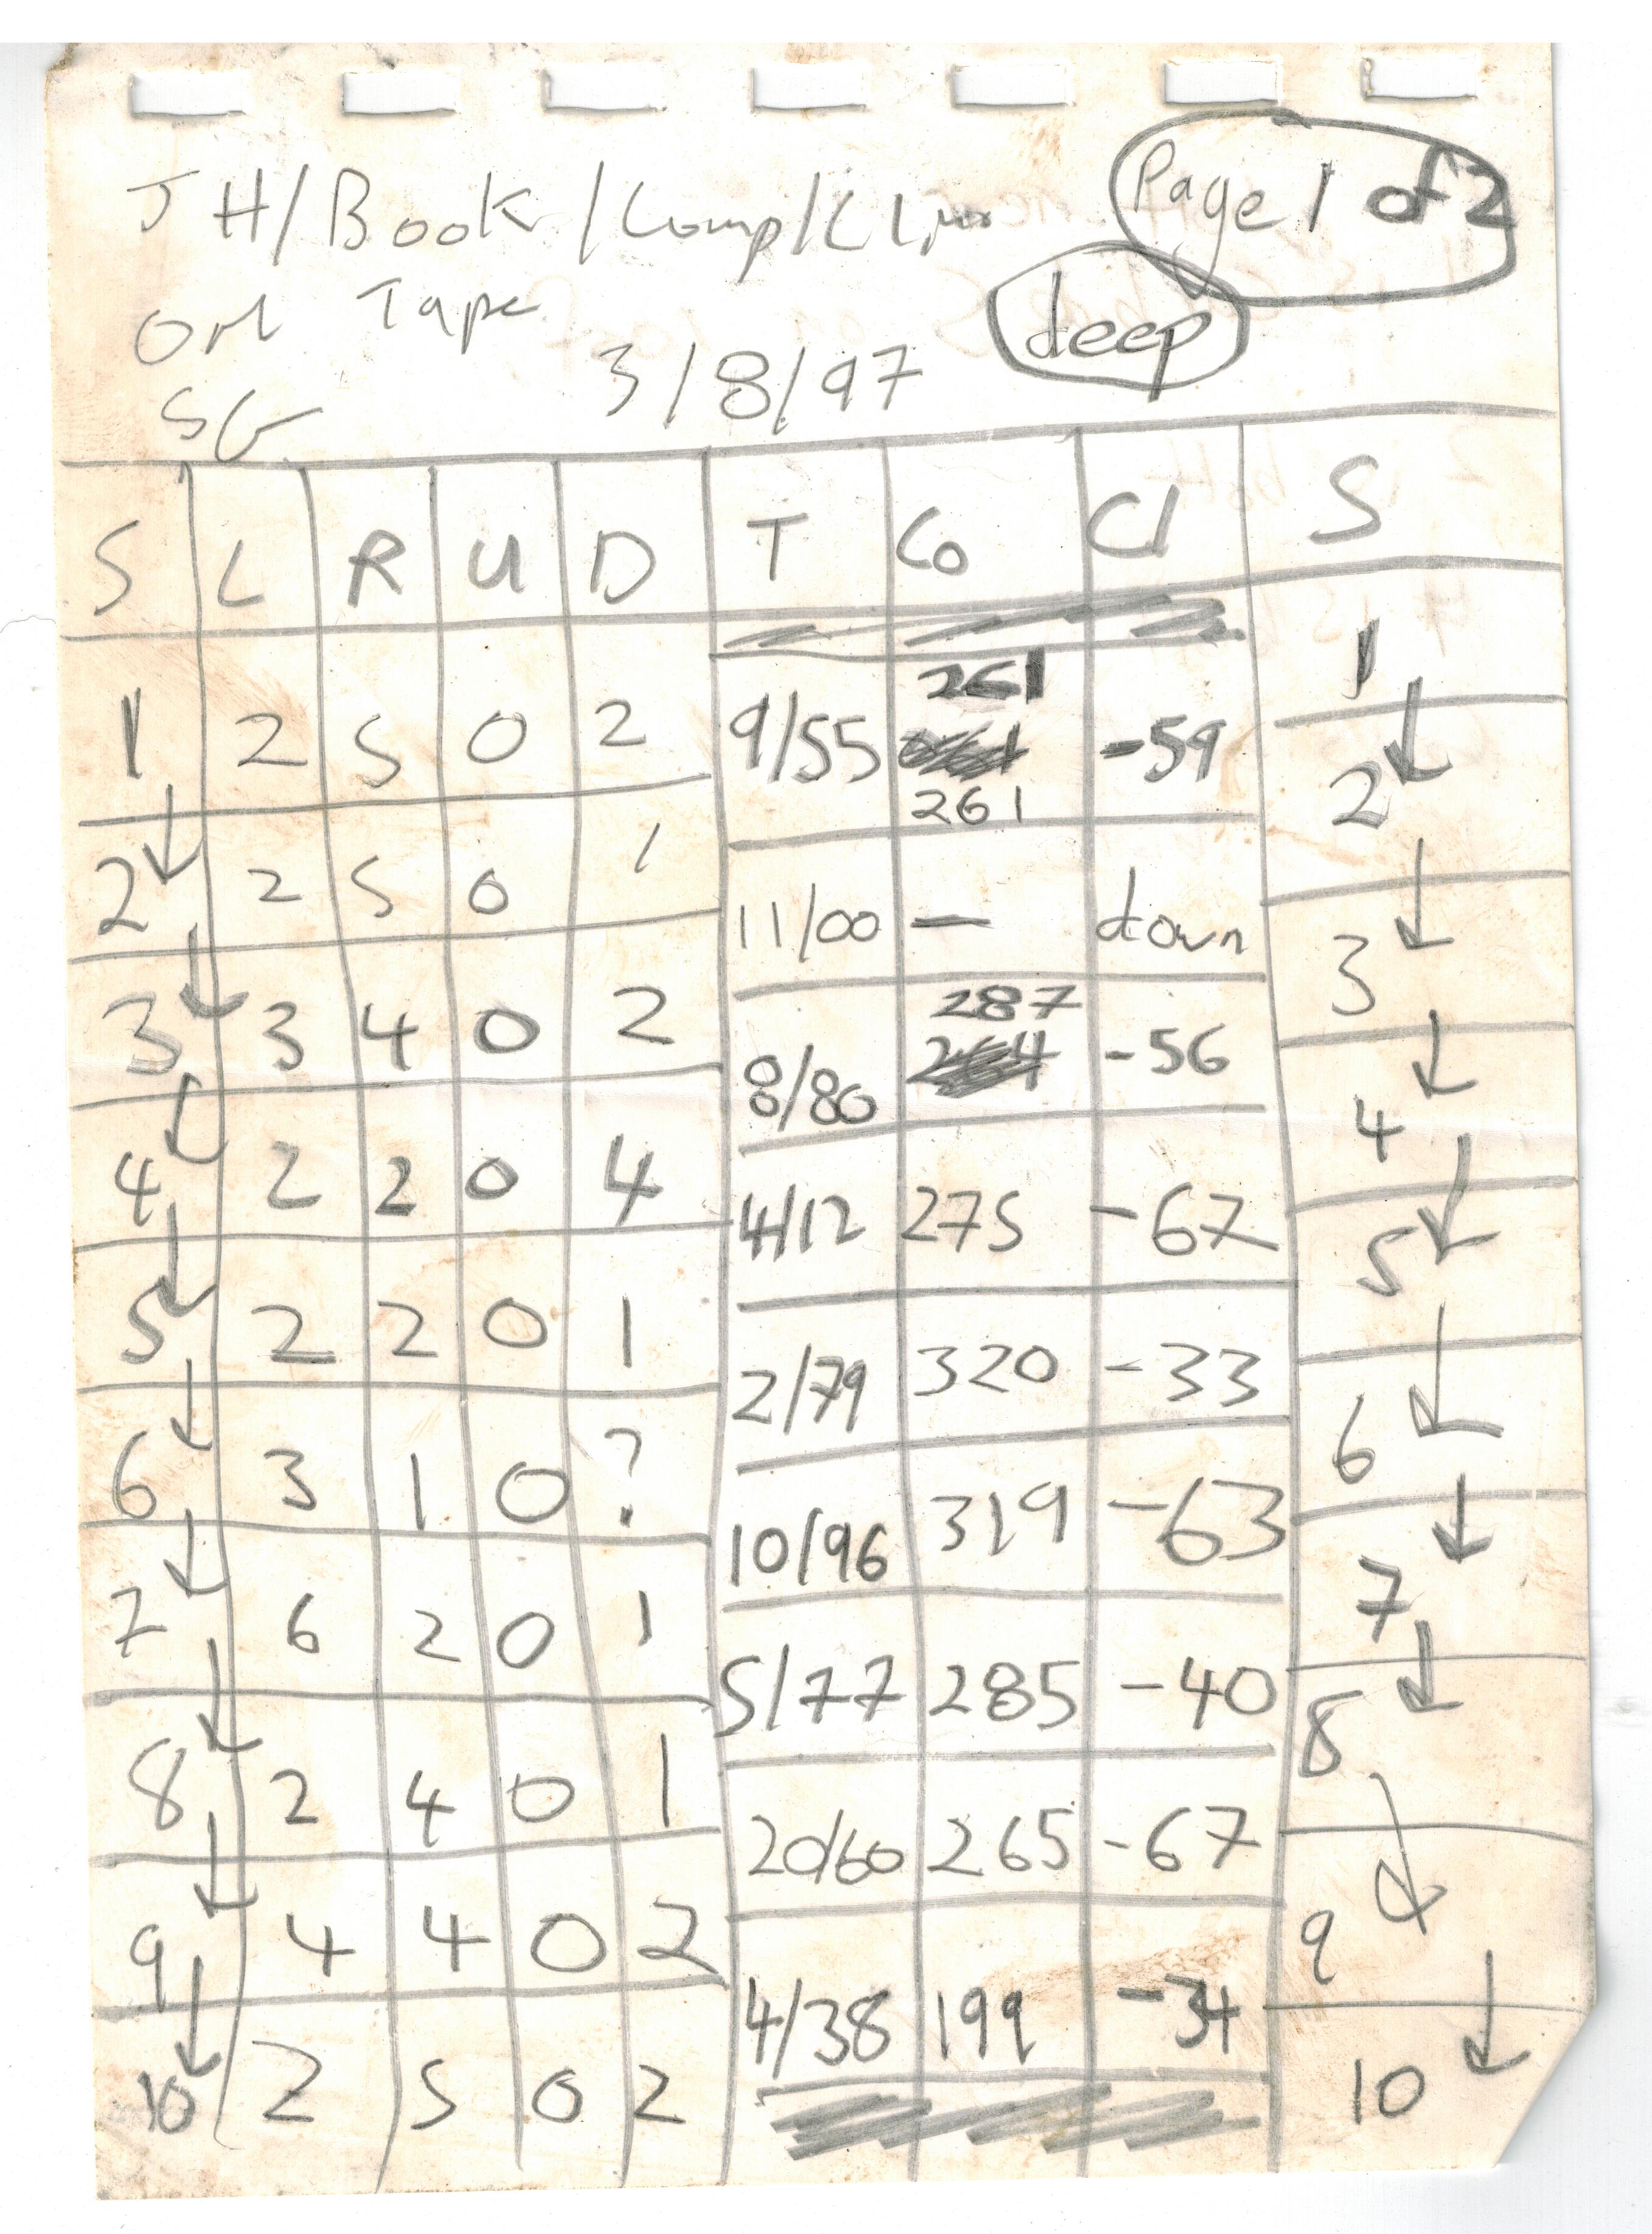 JH/Book/Comp/Clino
Page 1 of 2
on Tape
deep
SG
3/8/97
S L R U D T Co Cl S
1 2 5 0 2
261
9/55 -59
261
1
2 2 5 0 1
11/00 — down
2
3 3 4 0 2
287
8/80 264 -56
3
4 2 2 0 4
4/12 275 -67
4
5 2 2 0 1
2/79 320 -33
5
6 3 1 0 ?
10/96 319 -63
6
7 6 2 0 1
5/77 285 -40
7
8 2 4 0 1
20/60 265 -67
8
9 4 4 0 2
4/38 199 -34
9
10 2 5 0 2
10